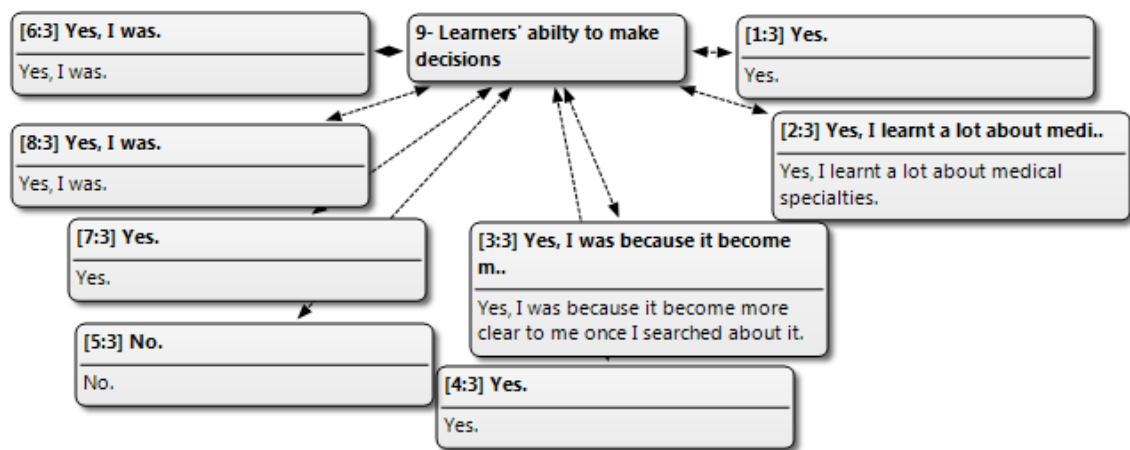 [6:3] Yes, I was.
Yes, I was.
9- Learners' abilty to make
decisions
[1:3] Yes.
Yes.
[8:3] Yes, I was.
Yes, I was.
[2:3] Yes, I learnt a lot about medi..
Yes, I learnt a lot about medical
specialties.
[7:3] Yes.
Yes.
[3:3] Yes, I was because it become
m..
Yes, I was because it become more
clear to me once I searched about it.
[5:3] No.
No.
[4:3] Yes.
Yes.